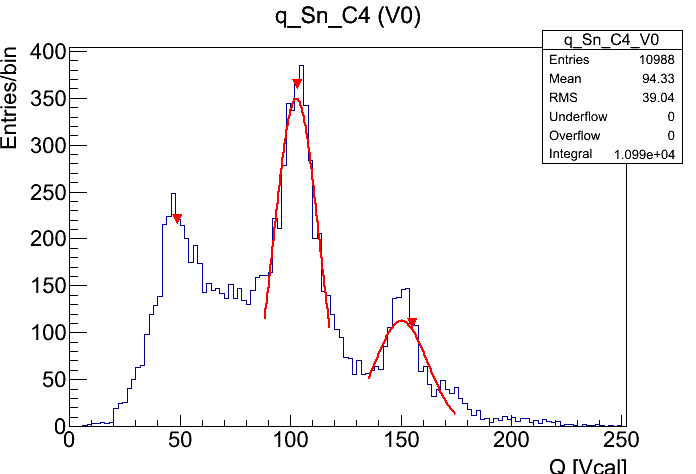 q_Sn_C4 (V0)
q_Sn_C4_V0
Entries 10988
Mean 94.33
RMS 39.04
Underflow 0
Overflow 0
Integral 1.099e+04
Entries/bin
400
350
300
250
200
150
100
50
0
0 50 100 150 200 250
Q [Vcal]